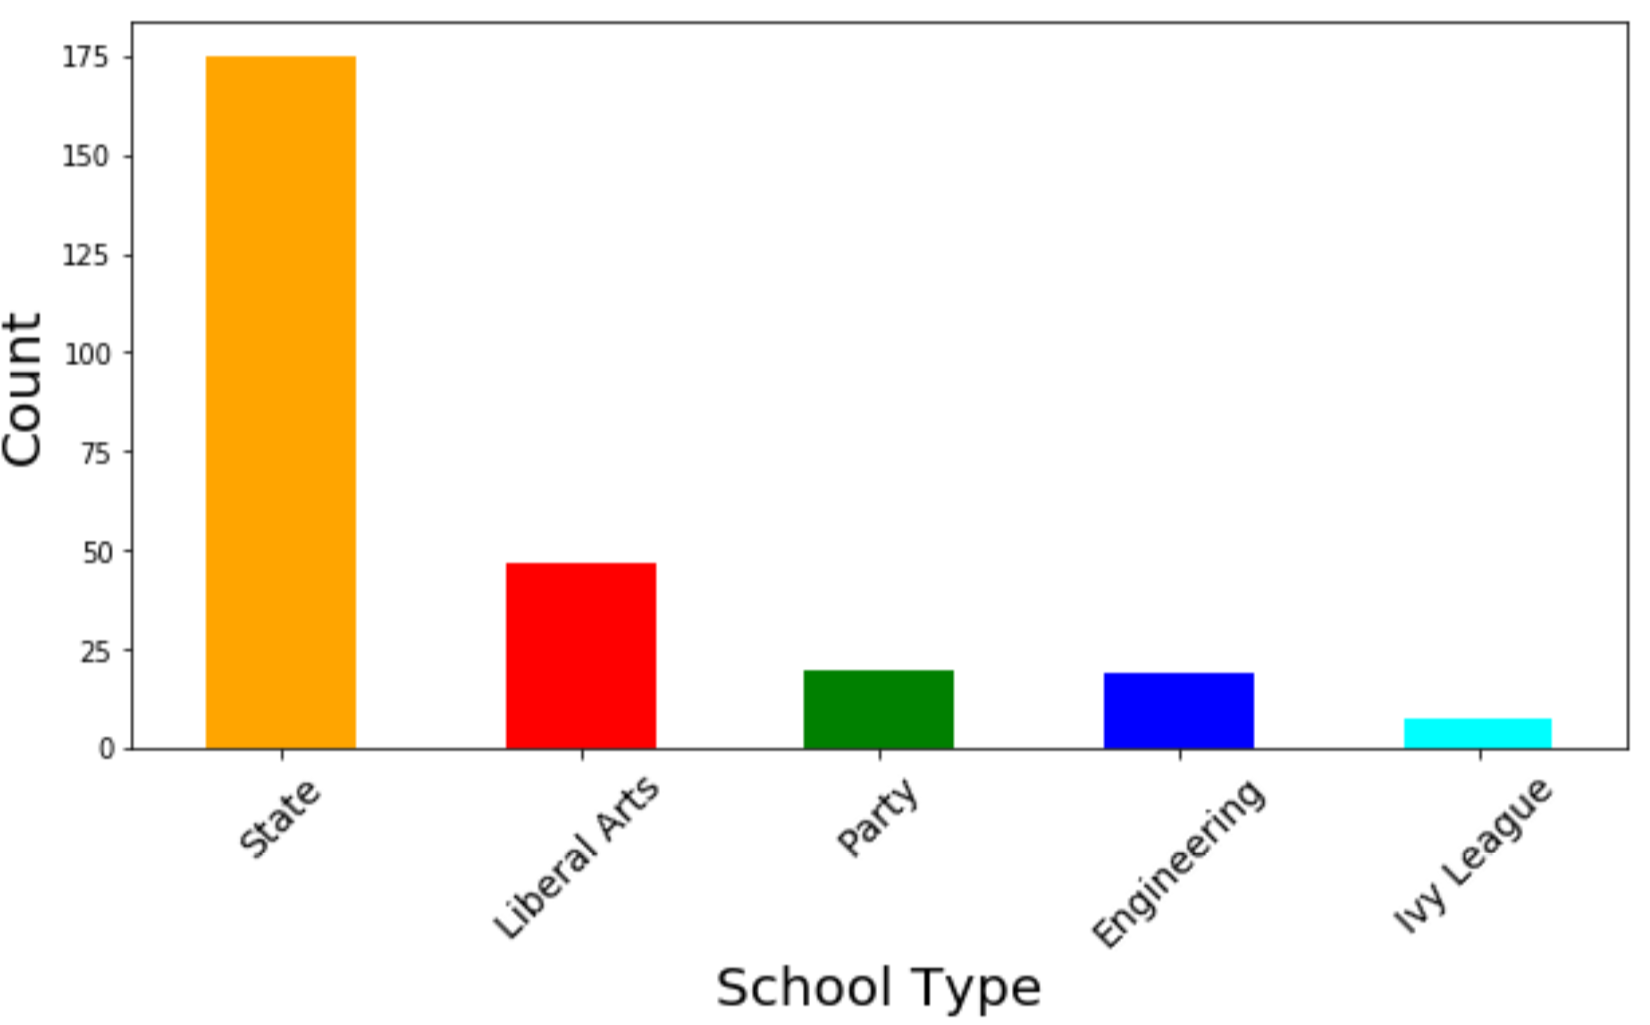 175
150
125
100
75
50
25
0
Count
State
Liberal Arts
Party
Engineering
Ivy League
School Type